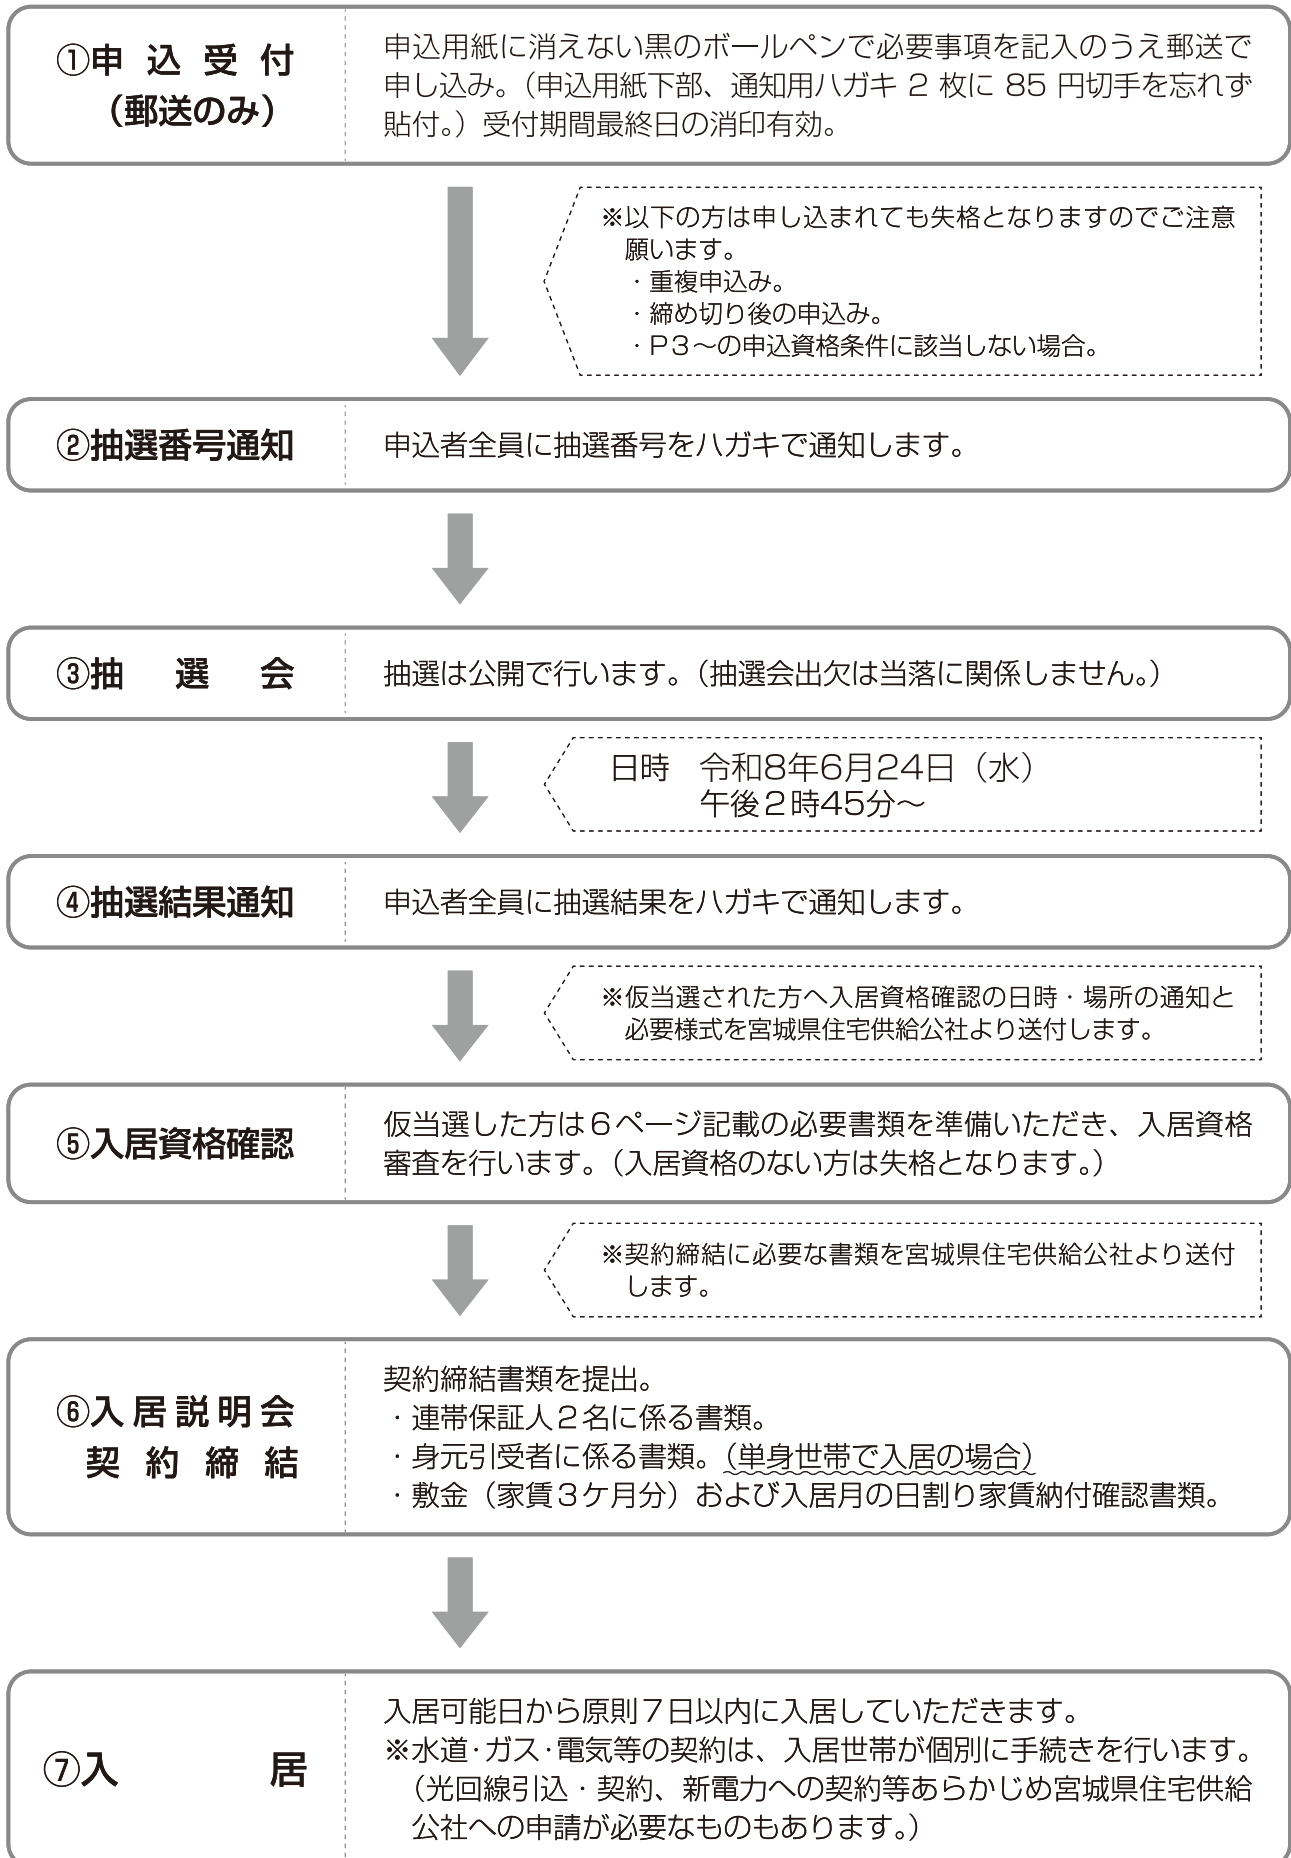 ①申込受付
（郵送のみ）
申込用紙に消えない黒のボールペンで必要事項を記入のうえ郵送で
申し込み。（申込用紙下部、通知用ハガキ 2 枚に 85 円切手を忘れず
貼付。）受付期間最終日の消印有効。
※以下の方は申し込まれても失格となりますのでご注意
願います。
・重複申込み。
・締め切り後の申込み。
・P３～の申込資格条件に該当しない場合。
②抽選番号通知
申込者全員に抽選番号をハガキで通知します。
③抽選会
抽選は公開で行います。（抽選会出欠は当落に関係しません。）
日時　令和8年6月24日（水）
午後２時45分～
④抽選結果通知
申込者全員に抽選結果をハガキで通知します。
※仮当選された方へ入居資格確認の日時・場所の通知と
必要様式を宮城県住宅供給公社より送付します。
⑤入居資格確認
仮当選した方は６ページ記載の必要書類を準備いただき、入居資格
審査を行います。（入居資格のない方は失格となります。）
※契約締結に必要な書類を宮城県住宅供給公社より送付
します。
⑥入居説明会
契約締結
契約締結書類を提出。
・連帯保証人２名に係る書類。
・身元引受者に係る書類。（単身世帯で入居の場合）
・敷金（家賃３ケ月分）および入居月の日割り家賃納付確認書類。
⑦入居
入居可能日から原則７日以内に入居していただきます。
※水道・ガス・電気等の契約は、入居世帯が個別に手続きを行います。
（光回線引込・契約、新電力への契約等あらかじめ宮城県住宅供給
公社への申請が必要なものもあります。）